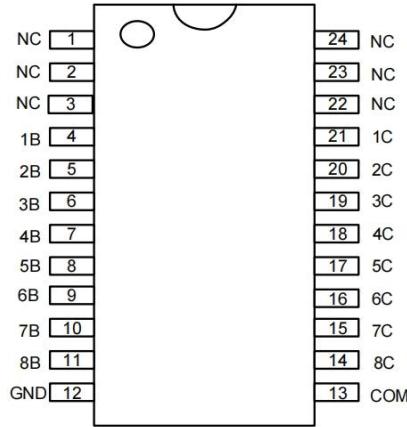 NC 1 24 NC
NC 2 23 NC
NC 3 22 NC
1B 4 21 1C
2B 5 20 2C
3B 6 19 3C
4B 7 18 4C
5B 8 17 5C
6B 9 16 6C
7B 10 15 7C
8B 11 14 8C
GND 12 13 COM